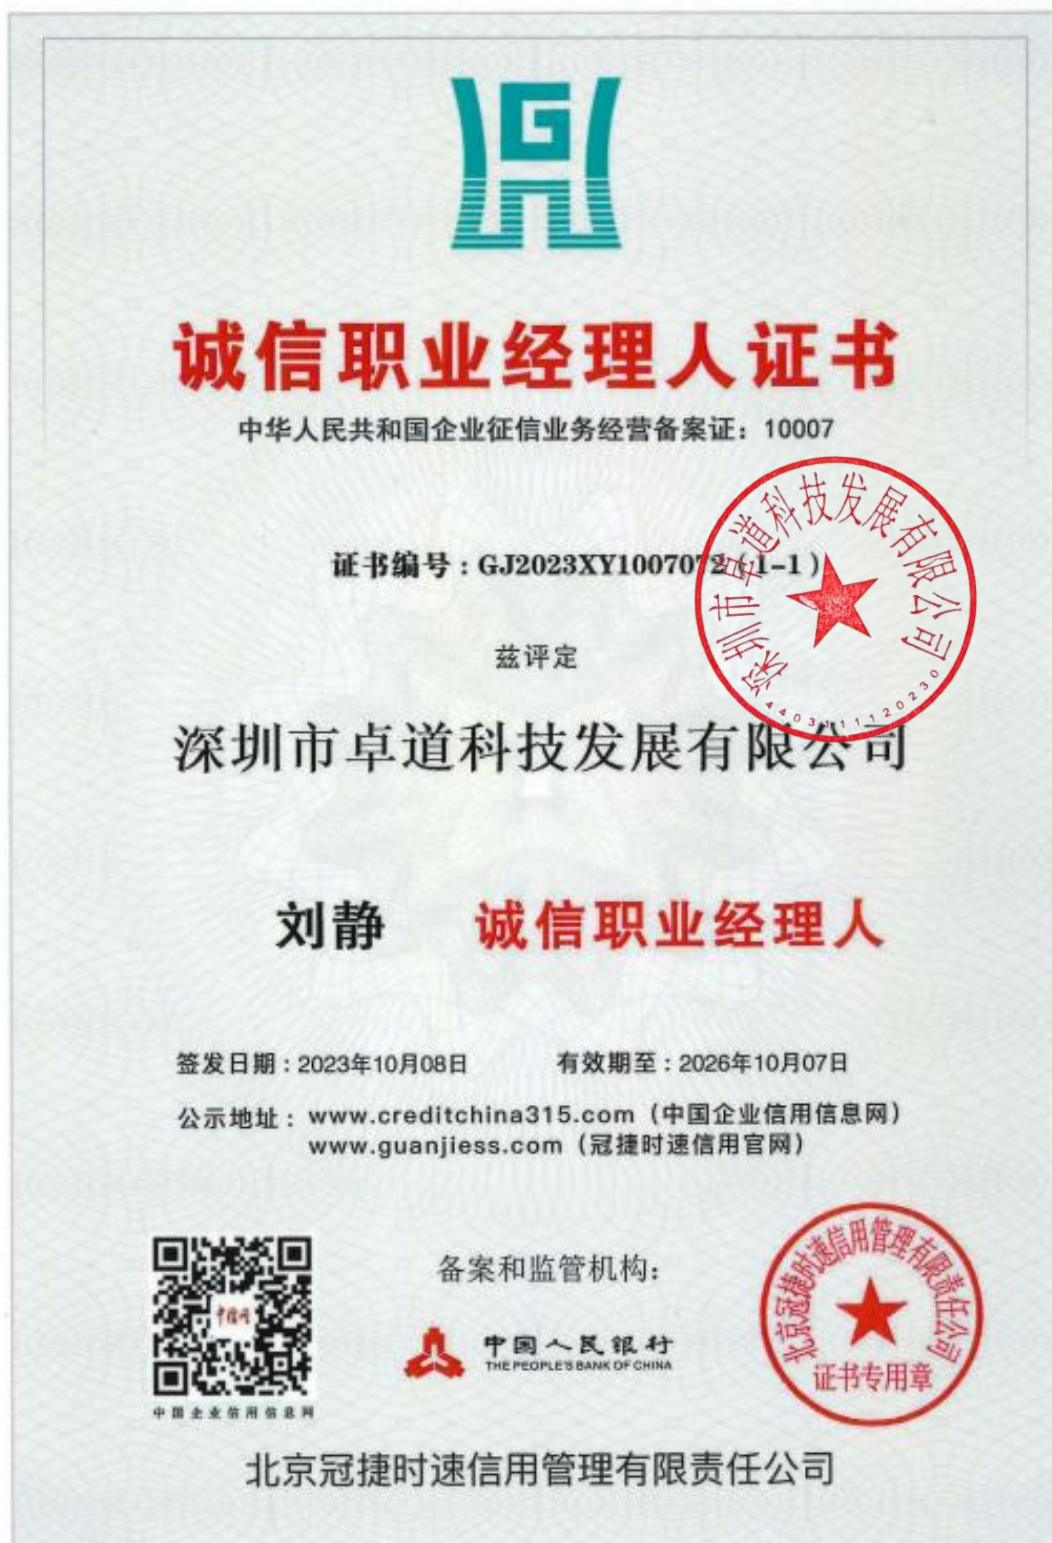 诚信职业经理人证书
中华人民共和国企业征信业务经营备案证：10007
证书编号：GJ2023XY1007072（1-1）
深圳市卓道科技发展有限公司
4403111120230
兹评定
深圳市卓道科技发展有限公司
刘静 诚信职业经理人
签发日期：2023年10月08日 有效期至：2026年10月07日
公示地址：www.creditchina315.com（中国企业信用信息网）
www.guanjiess.com（冠捷时速信用官网）
中信网
中国企业信用信息网
备案和监管机构：
中国人民银行
THE PEOPLE'S BANK OF CHINA
北京冠捷时速信用管理有限责任公司
证书专用章
北京冠捷时速信用管理有限责任公司